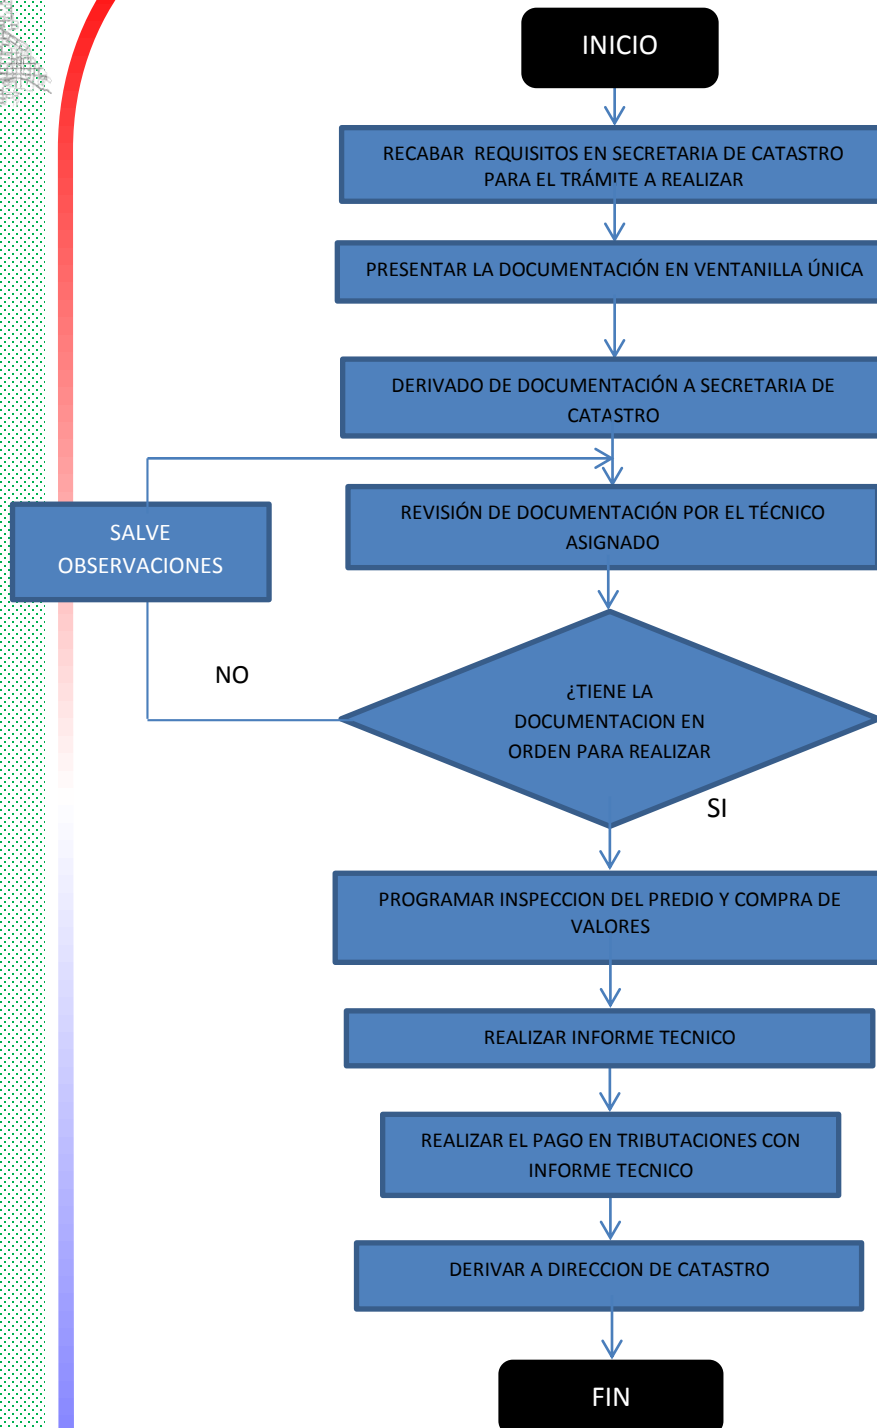 INICIO
RECABAR REQUISITOS EN SECRETARIA DE CATASTRO
PARA EL TRÁMITE A REALIZAR
PRESENTAR LA DOCUMENTACIÓN EN VENTANILLA ÚNICA
DERIVADO DE DOCUMENTACIÓN A SECRETARIA DE
CATASTRO
REVISIÓN DE DOCUMENTACIÓN POR EL TÉCNICO
ASIGNADO
SALVE
OBSERVACIONES
NO
¿TIENE LA
DOCUMENTACION EN
ORDEN PARA REALIZAR
SI
PROGRAMAR INSPECCION DEL PREDIO Y COMPRA DE
VALORES
REALIZAR INFORME TECNICO
REALIZAR EL PAGO EN TRIBUTACIONES CON
INFORME TECNICO
DERIVAR A DIRECCION DE CATASTRO
FIN